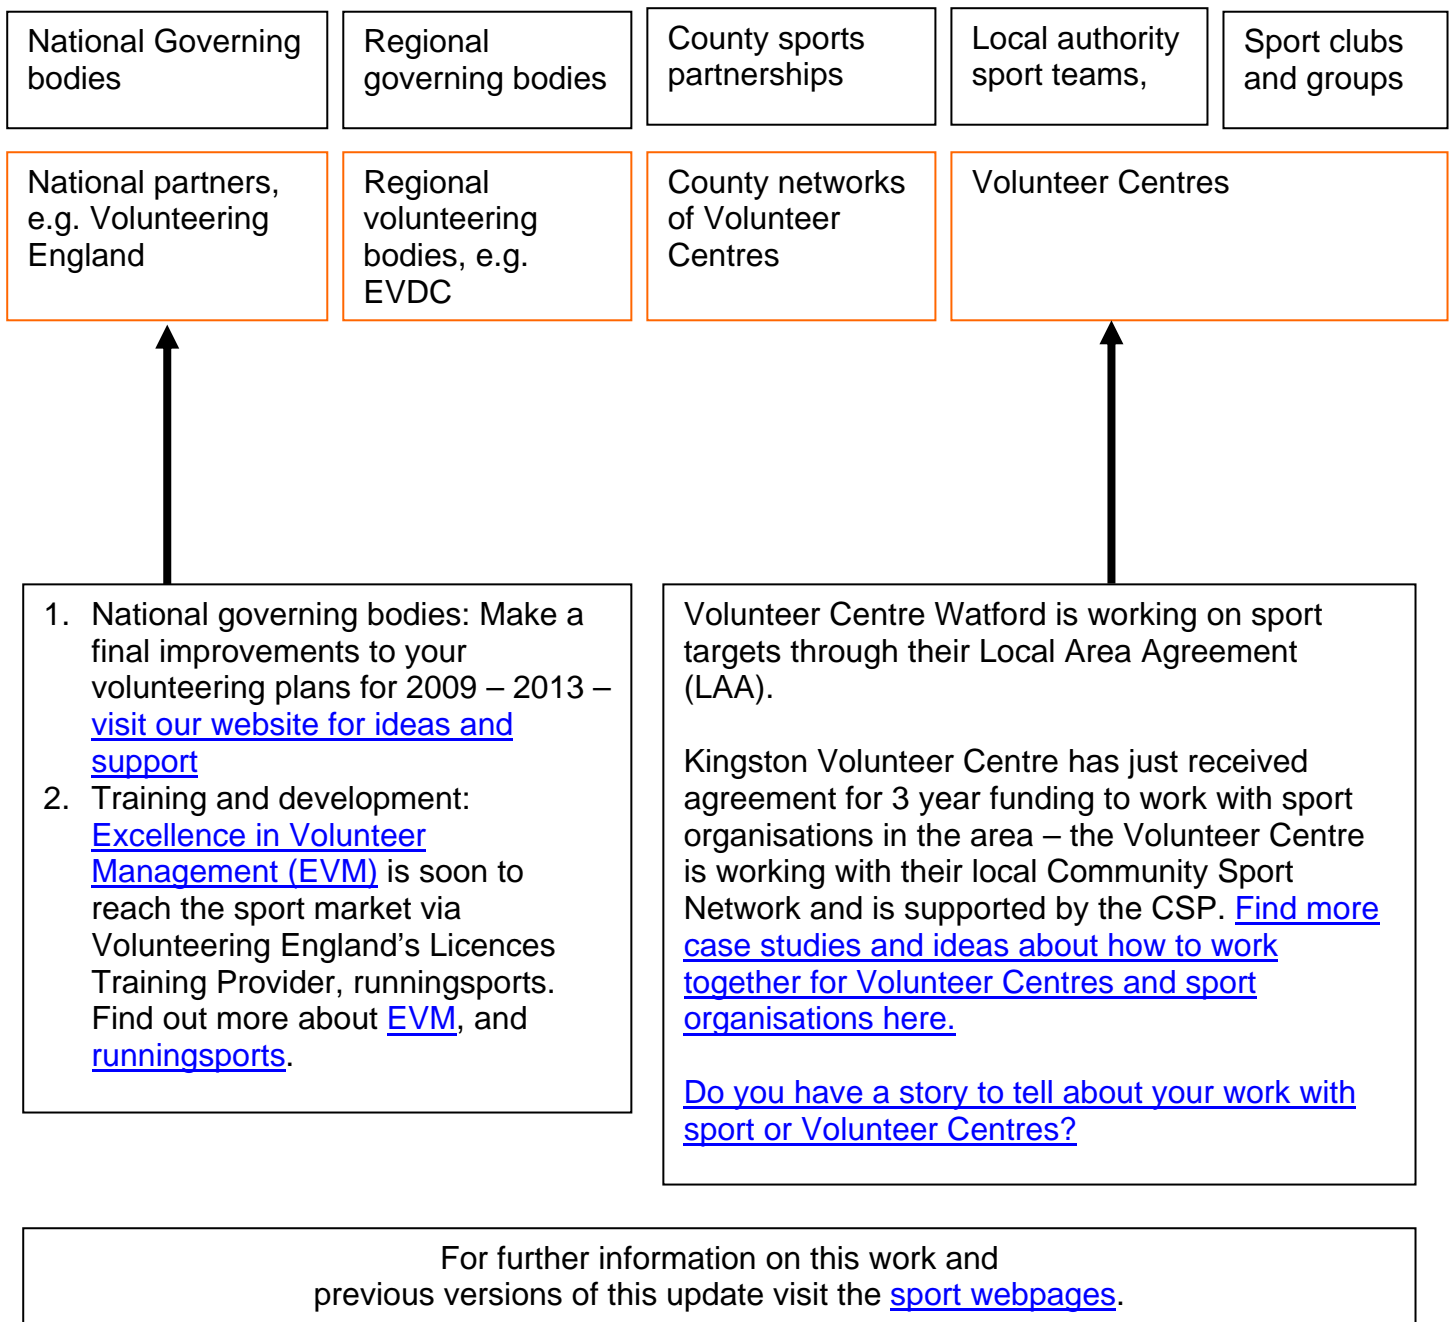 National Governing
bodies
Regional
governing bodies
County sports
partnerships
Local authority
sport teams,
Sport clubs
and groups
National partners,
e.g. Volunteering
England
Regional
volunteering
bodies, e.g.
EVDC
County networks
of Volunteer
Centres
Volunteer Centres
1. National governing bodies: Make a
final improvements to your
volunteering plans for 2009 – 2013 –
visit our website for ideas and
support
2. Training and development:
Excellence in Volunteer
Management (EVM) is soon to
reach the sport market via
Volunteering England’s Licences
Training Provider, runningsports.
Find out more about EVM, and
runningsports.
Volunteer Centre Watford is working on sport
targets through their Local Area Agreement
(LAA).
Kingston Volunteer Centre has just received
agreement for 3 year funding to work with sport
organisations in the area – the Volunteer Centre
is working with their local Community Sport
Network and is supported by the CSP. Find more
case studies and ideas about how to work
together for Volunteer Centres and sport
organisations here.
Do you have a story to tell about your work with
sport or Volunteer Centres?
For further information on this work and
previous versions of this update visit the sport webpages.